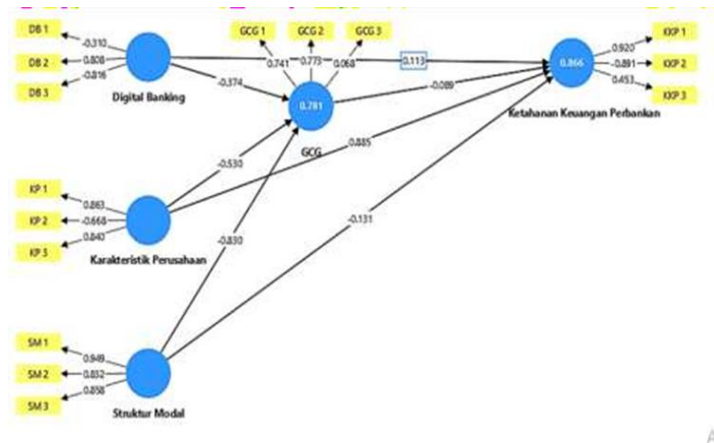 DB 1
DB 2
DB 3
-0.310
0.808
-0.816
Digital Banking
GCG 1
GCG 2
GCG 3
0.741
0.773
0.068
0.113
-0.374
0.781
GCG
-0.089
0.866
Ketahanan Keuangan Perbankan
0.920
-0.891
0.453
KKP 1
KKP 2
KKP 3
KP 1
KP 2
KP 3
0.863
-0.668
0.840
Karakteristik Perusahaan
-0.530
0.885
-0.830
-0.131
SM 1
SM 2
SM 3
0.949
0.832
0.858
Struktur Modal